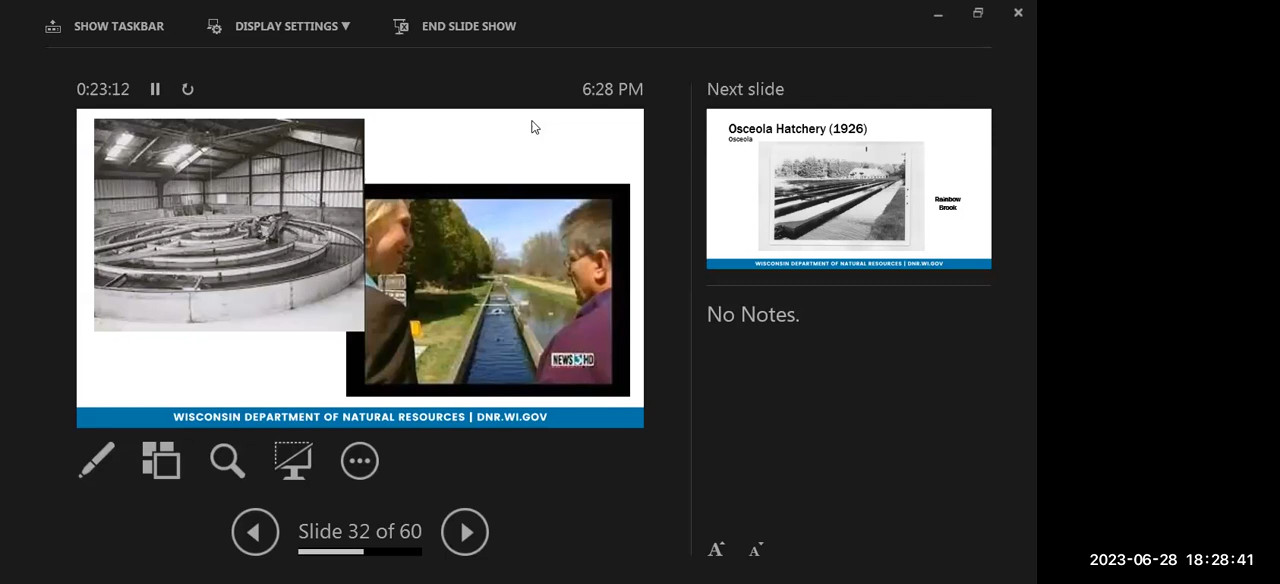 SHOW TASKBAR
DISPLAY SETTINGS ▼
END SLIDE SHOW
0:23:12
6:28 PM
Next slide
Osceola Hatchery (1926)
Osceola
Rainbow
Brook
WISCONSIN DEPARTMENT OF NATURAL RESOURCES | DNR.WI.GOV
NEWS HD
WISCONSIN DEPARTMENT OF NATURAL RESOURCES | DNR.WI.GOV
No Notes.
Slide 32 of 60
A A
2023-06-28 18:28:41